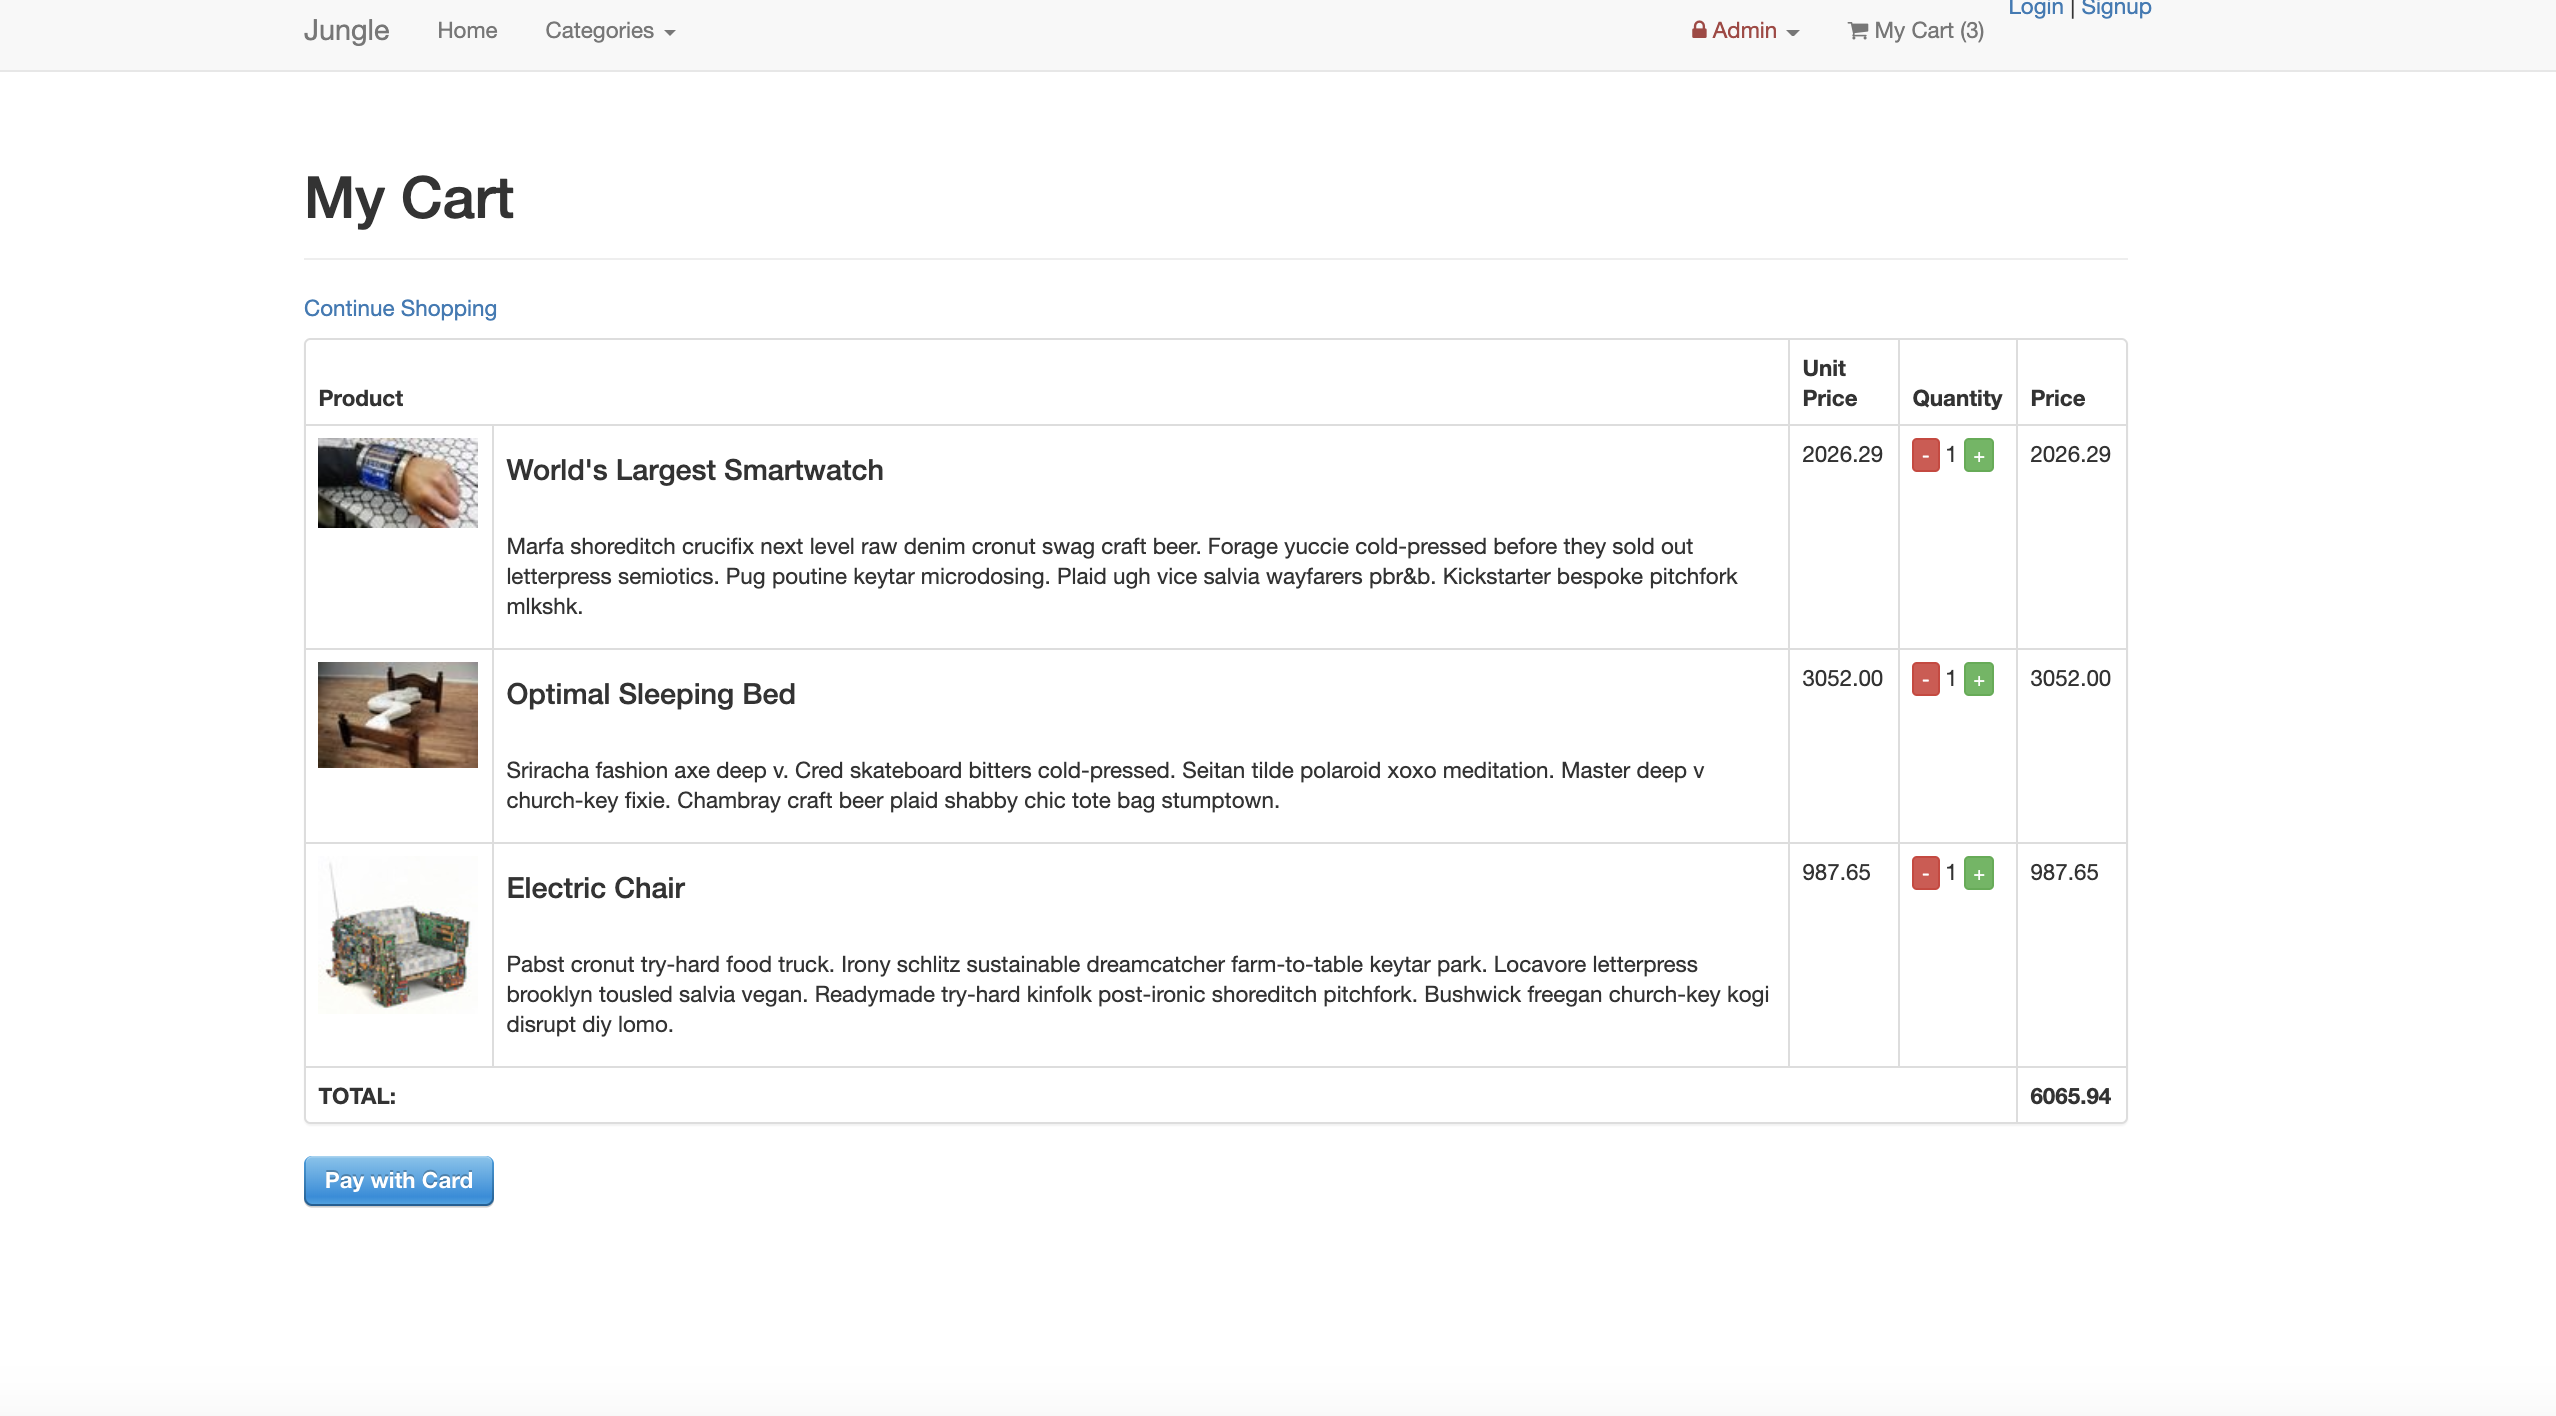 Jungle Home Categories Admin My Cart (3) Login | Signup
My Cart
Continue Shopping
Product Unit Price Quantity Price
World's Largest Smartwatch 2026.29 - 1 + 2026.29
Marfa shoreditch crucifix next level raw denim cronut swag craft beer. Forage yuccie cold-pressed before they sold out
letterpress semiotics. Pug poutine keytar microdosing. Plaid ugh vice salvia wayfarers pbr&b. Kickstarter bespoke pitchfork
mlkshk.
Optimal Sleeping Bed 3052.00 - 1 + 3052.00
Sriracha fashion axe deep v. Cred skateboard bitters cold-pressed. Seitan tilde polaroid xoxo meditation. Master deep v
church-key fixie. Chambray craft beer plaid shabby chic tote bag stumptown.
Electric Chair 987.65 - 1 + 987.65
Pabst cronut try-hard food truck. Irony schlitz sustainable dreamcatcher farm-to-table keytar park. Locavore letterpress
brooklyn tousled salvia vegan. Readymade try-hard kinfolk post-ironic shoreditch pitchfork. Bushwick freegan church-key kogi
disrupt diy lomo.
TOTAL: 6065.94
Pay with Card